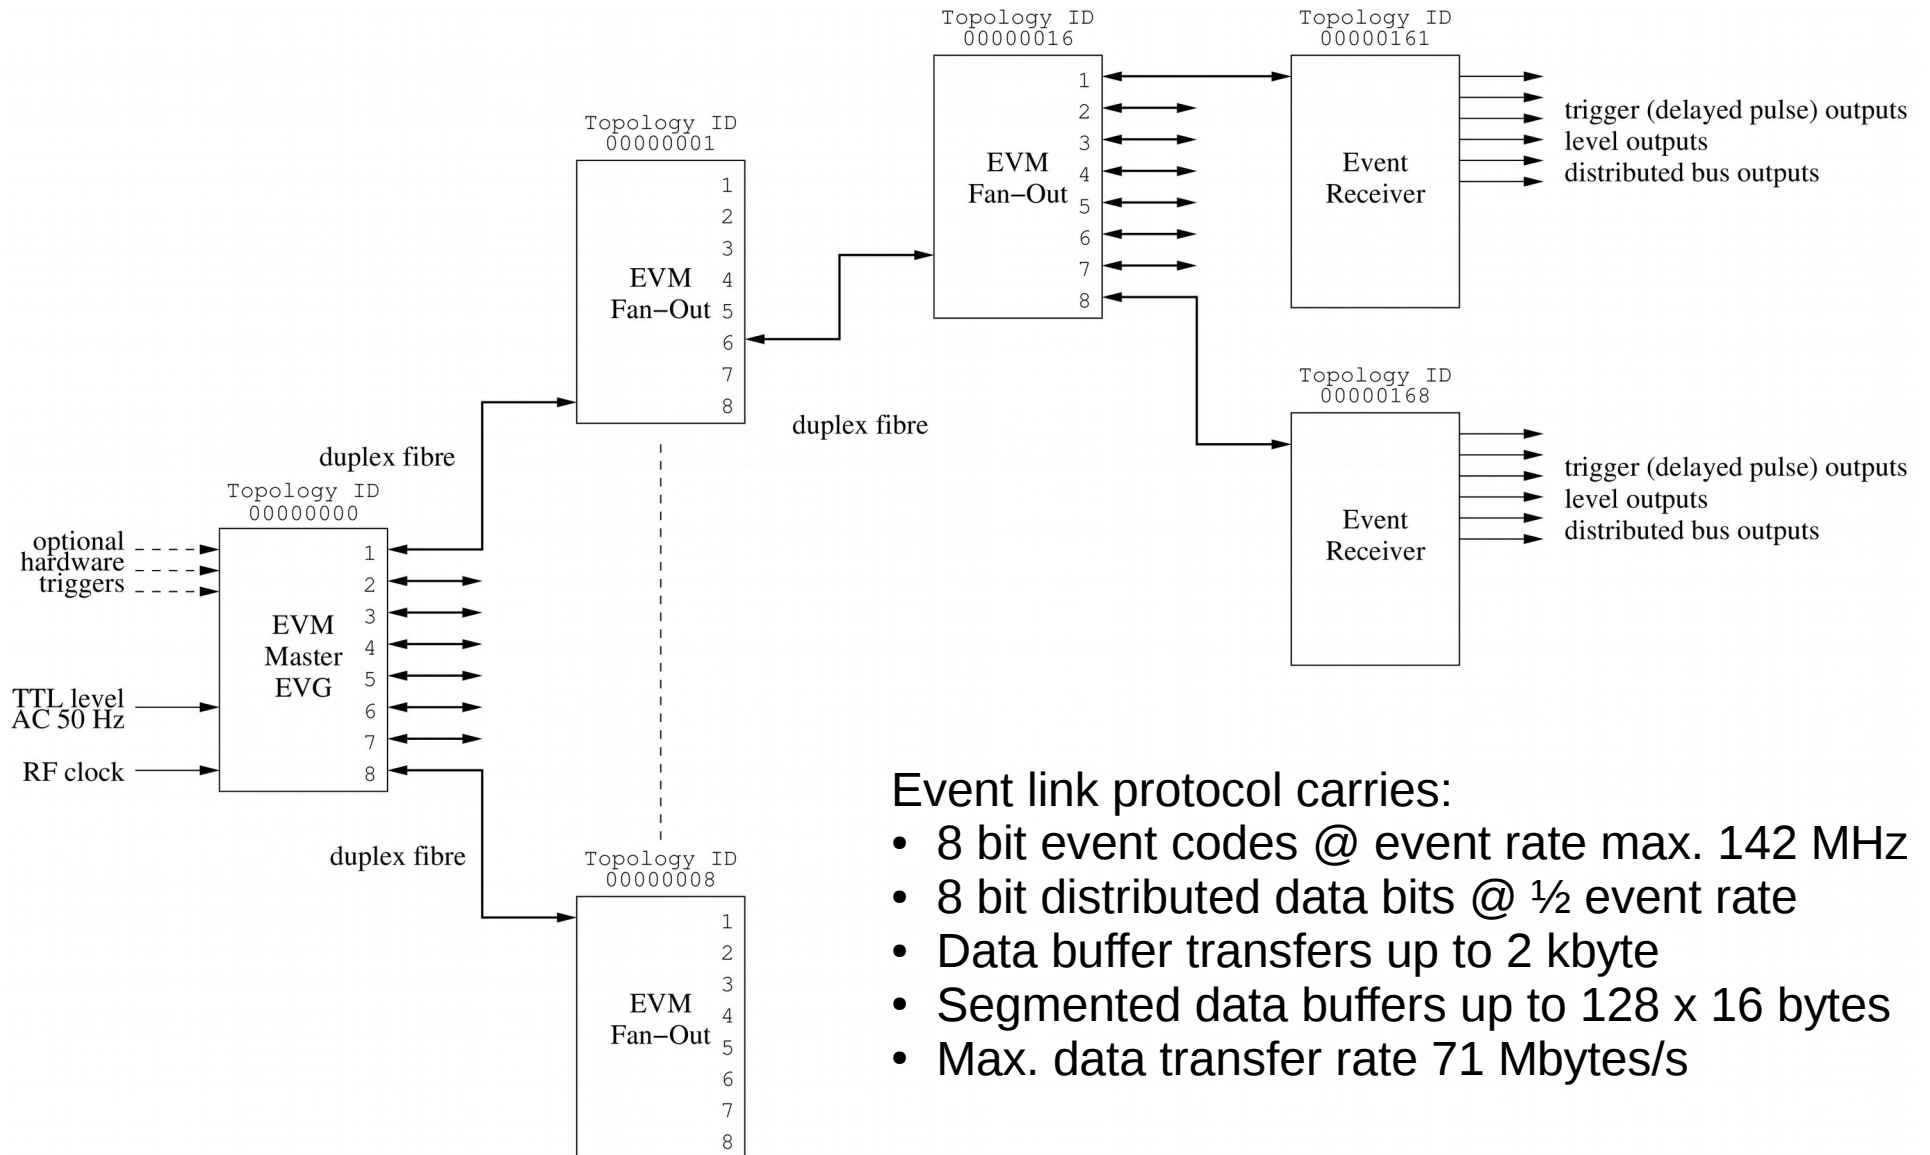 Topology ID
00000016
1
2
3
4
5
6
7
8
EVM
Fan−Out
Topology ID
00000161
Event
Receiver
trigger (delayed pulse) outputs
level outputs
distributed bus outputs
Topology ID
00000001
1
2
3
4
5
6
7
8
EVM
Fan−Out
duplex fibre
duplex fibre
Topology ID
00000168
Event
Receiver
trigger (delayed pulse) outputs
level outputs
distributed bus outputs
Topology ID
00000000
optional
hardware
triggers
TTL level
AC 50 Hz
RF clock
EVM
Master
EVG
1
2
3
4
5
6
7
8
duplex fibre
Topology ID
00000008
EVM
Fan−Out
1
2
3
4
5
6
7
8
Event link protocol carries:
• 8 bit event codes @ event rate max. 142 MHz
• 8 bit distributed data bits @ ½ event rate
• Data buffer transfers up to 2 kbyte
• Segmented data buffers up to 128 x 16 bytes
• Max. data transfer rate 71 Mbytes/s